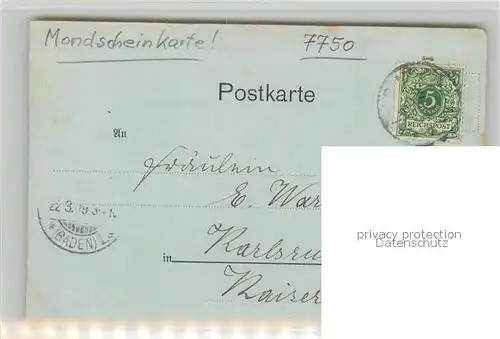 Mondscheinkarte!
7750
Postkarte
5
REICHSPOST
An
Fräulein
E. War
in Karlsru
Kaiser
(BADEN)
privacy protection
Datenschutz